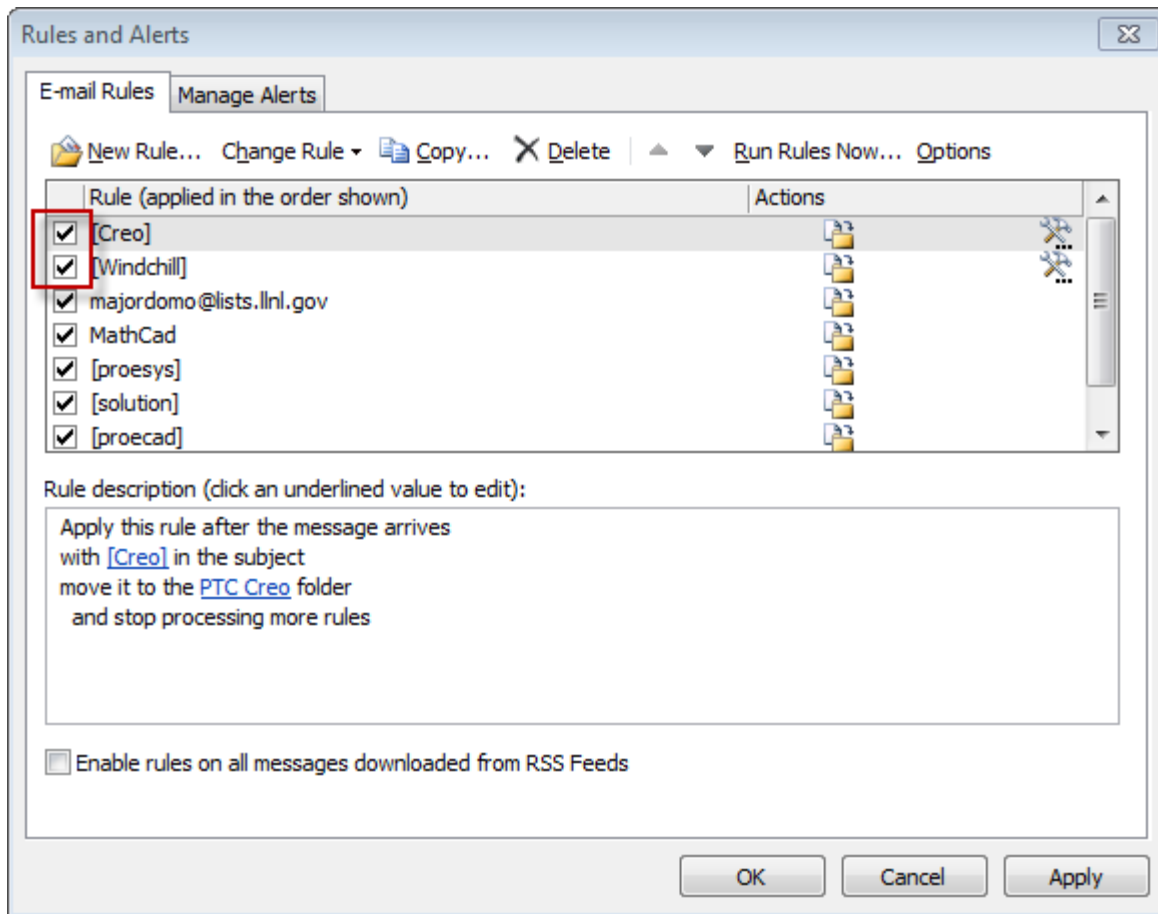 Rules and Alerts
E-mail Rules Manage Alerts
New Rule... Change Rule Copy... Delete Run Rules Now... Options
Rule (applied in the order shown) Actions
[Creo]
[Windchill]
majordomo@lists.llnl.gov
MathCad
[proesys]
[solution]
[proecad]
Rule description (click an underlined value to edit):
Apply this rule after the message arrives
with [Creo] in the subject
move it to the PTC Creo folder
and stop processing more rules
Enable rules on all messages downloaded from RSS Feeds
OK Cancel Apply